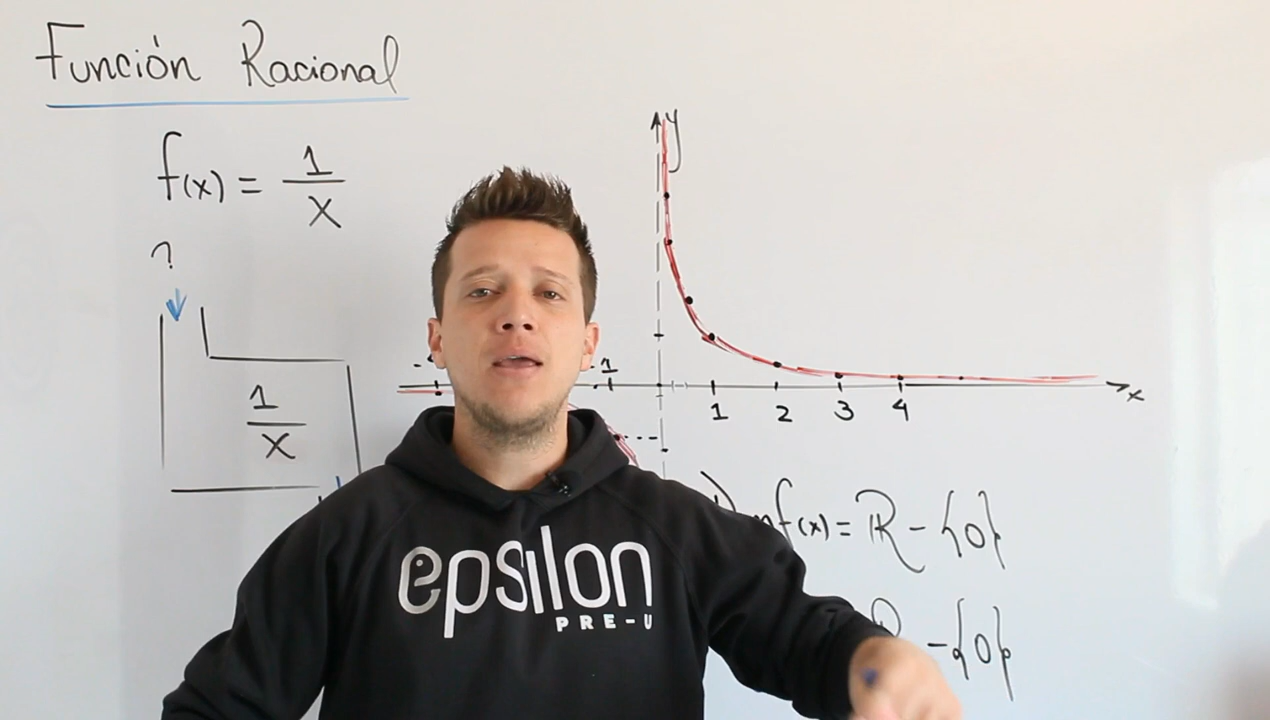 Función Racional
f(x) = 1/x
?
1/x
y
-1
1 2 3 4
x
f(x) = ℝ - {0}
- {0}
epsilon
PRE-U